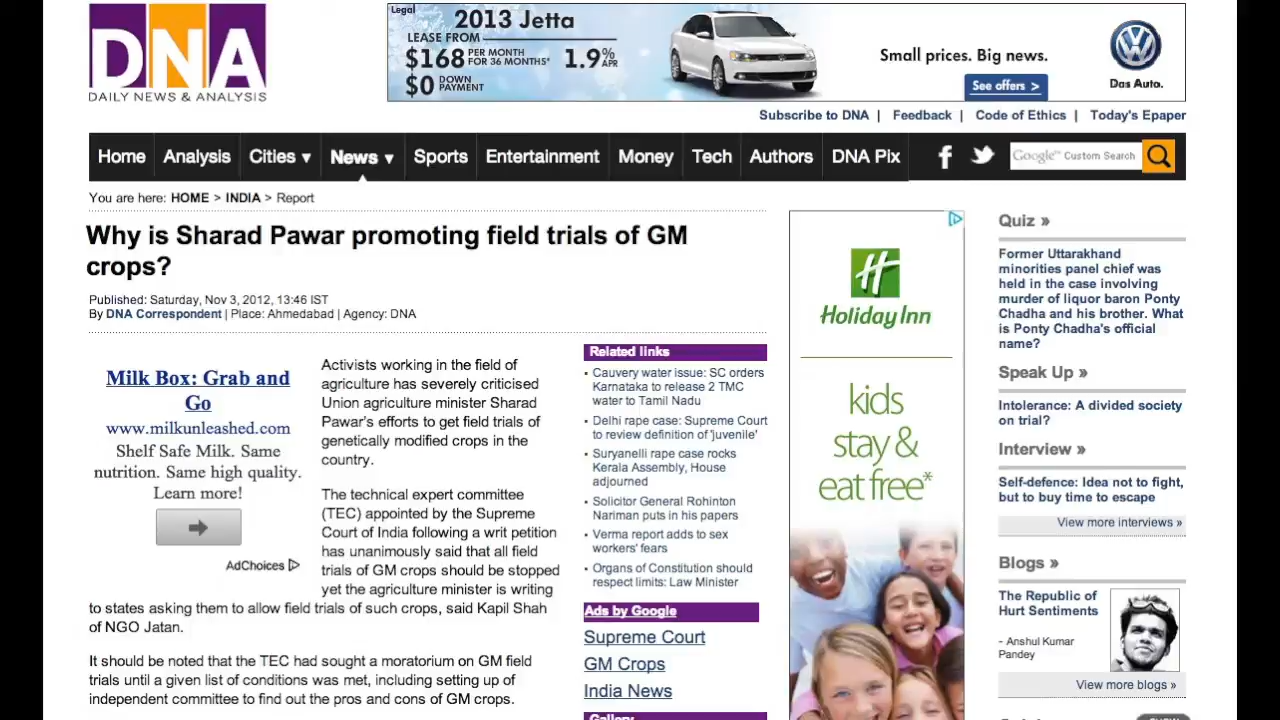 DNA
DAILY NEWS & ANALYSIS
Legal
2013 Jetta
LEASE FROM
$168 PER MONTH FOR 36 MONTHS* 1.9% APR
$0 DOWN PAYMENT
Small prices. Big news.
See offers >
Das Auto.
Subscribe to DNA | Feedback | Code of Ethics | Today's Epaper
Home Analysis Cities ▾ News ▾ Sports Entertainment Money Tech Authors DNA Pix
Google™ Custom Search
You are here: HOME > INDIA > Report
Why is Sharad Pawar promoting field trials of GM
crops?
Published: Saturday, Nov 3, 2012, 13:46 IST
By DNA Correspondent | Place: Ahmedabad | Agency: DNA
Milk Box: Grab and
Go
www.milkunleashed.com
Shelf Safe Milk. Same
nutrition. Same high quality.
Learn more!
AdChoices
Activists working in the field of
agriculture has severely criticised
Union agriculture minister Sharad
Pawar's efforts to get field trials of
genetically modified crops in the
country.
The technical expert committee
(TEC) appointed by the Supreme
Court of India following a writ petition
has unanimously said that all field
trials of GM crops should be stopped
yet the agriculture minister is writing
to states asking them to allow field trials of such crops, said Kapil Shah
of NGO Jatan.
It should be noted that the TEC had sought a moratorium on GM field
trials until a given list of conditions was met, including setting up of
independent committee to find out the pros and cons of GM crops.
Related links
Cauvery water issue: SC orders
Karnataka to release 2 TMC
water to Tamil Nadu
Delhi rape case: Supreme Court
to review definition of 'juvenile'
Suryanelli rape case rocks
Kerala Assembly, House
adjourned
Solicitor General Rohinton
Nariman puts in his papers
Verma report adds to sex
workers' fears
Organs of Constitution should
respect limits: Law Minister
Ads by Google
Supreme Court
GM Crops
India News
Gallery
H
Holiday Inn
kids
stay &
eat free*
Quiz »
Former Uttarakhand
minorities panel chief was
held in the case involving
murder of liquor baron Ponty
Chadha and his brother. What
is Ponty Chadha's official
name?
Speak Up »
Intolerance: A divided society
on trial?
Interview »
Self-defence: Idea not to fight,
but to buy time to escape
View more interviews »
Blogs »
The Republic of
Hurt Sentiments
- Anshul Kumar
Pandey
View more blogs »